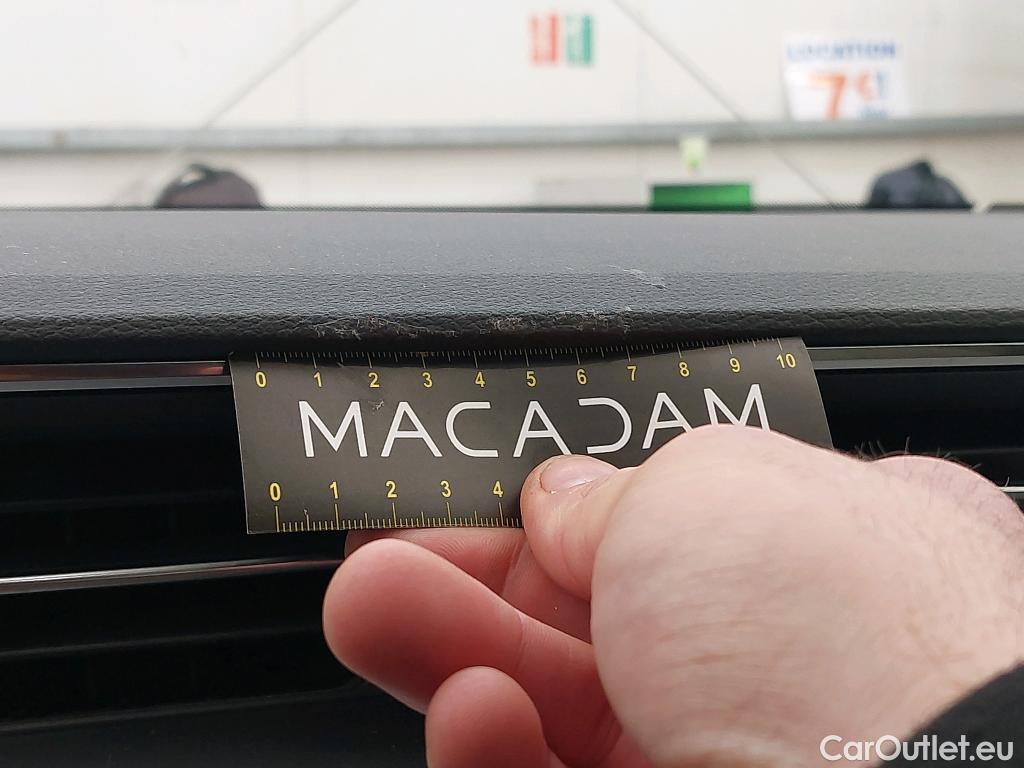 LOCATION
7€
0 1 2 3 4 5 6 7 8 9 10
MACADAM
0 1 2 3 4
CarOutlet.eu